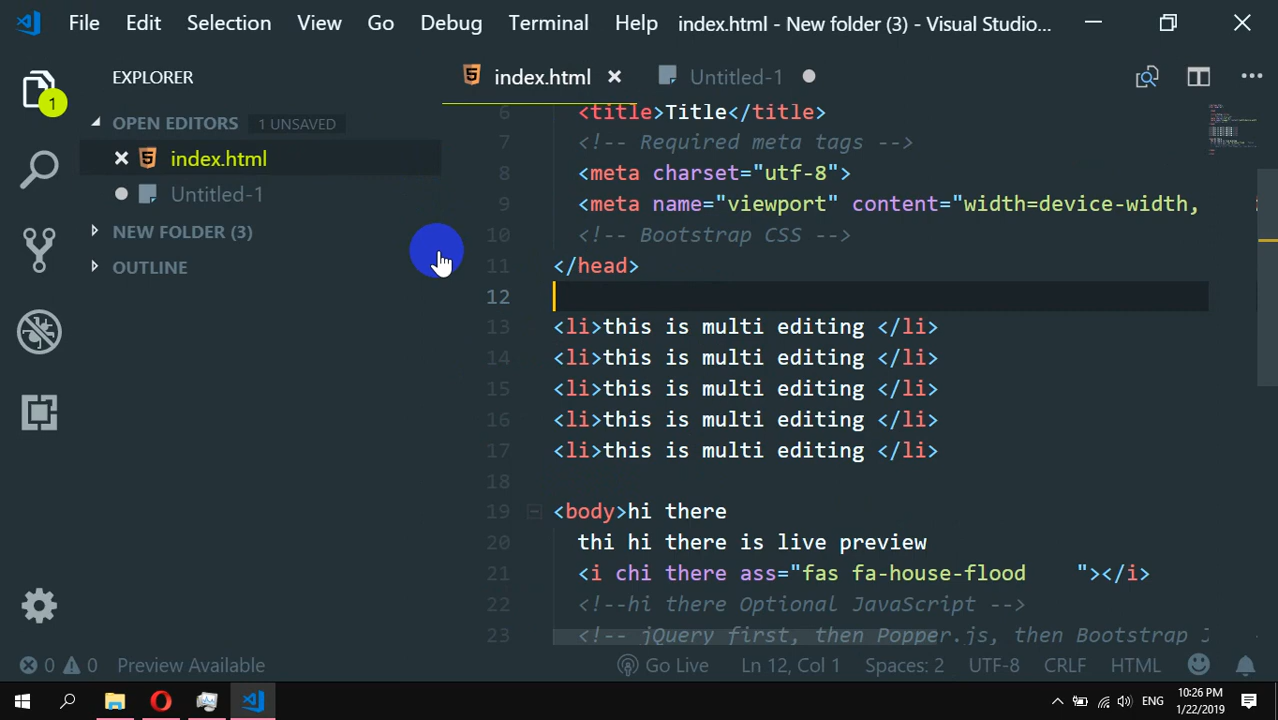 File Edit Selection View Go Debug Terminal Help index.html - New folder (3) - Visual Studio...
EXPLORER
1
OPEN EDITORS 1 UNSAVED
index.html
Untitled-1
NEW FOLDER (3)
OUTLINE
index.html Untitled-1
6 <title>Title</title>
7 <!-- Required meta tags -->
8 <meta charset="utf-8">
9 <meta name="viewport" content="width=device-width,
10 <!-- Bootstrap CSS -->
11 </head>
12
13 <li>this is multi editing </li>
14 <li>this is multi editing </li>
15 <li>this is multi editing </li>
16 <li>this is multi editing </li>
17 <li>this is multi editing </li>
18
19 <body>hi there
20 thi hi there is live preview
21 <i chi there ass="fas fa-house-flood    "></i>
22 <!--hi there Optional JavaScript -->
23 <!-- jQuery first, then Popper.js, then Bootstrap J
0 0 Preview Available Go Live Ln 12, Col 1 Spaces: 2 UTF-8 CRLF HTML
ENG 10:26 PM
1/22/2019